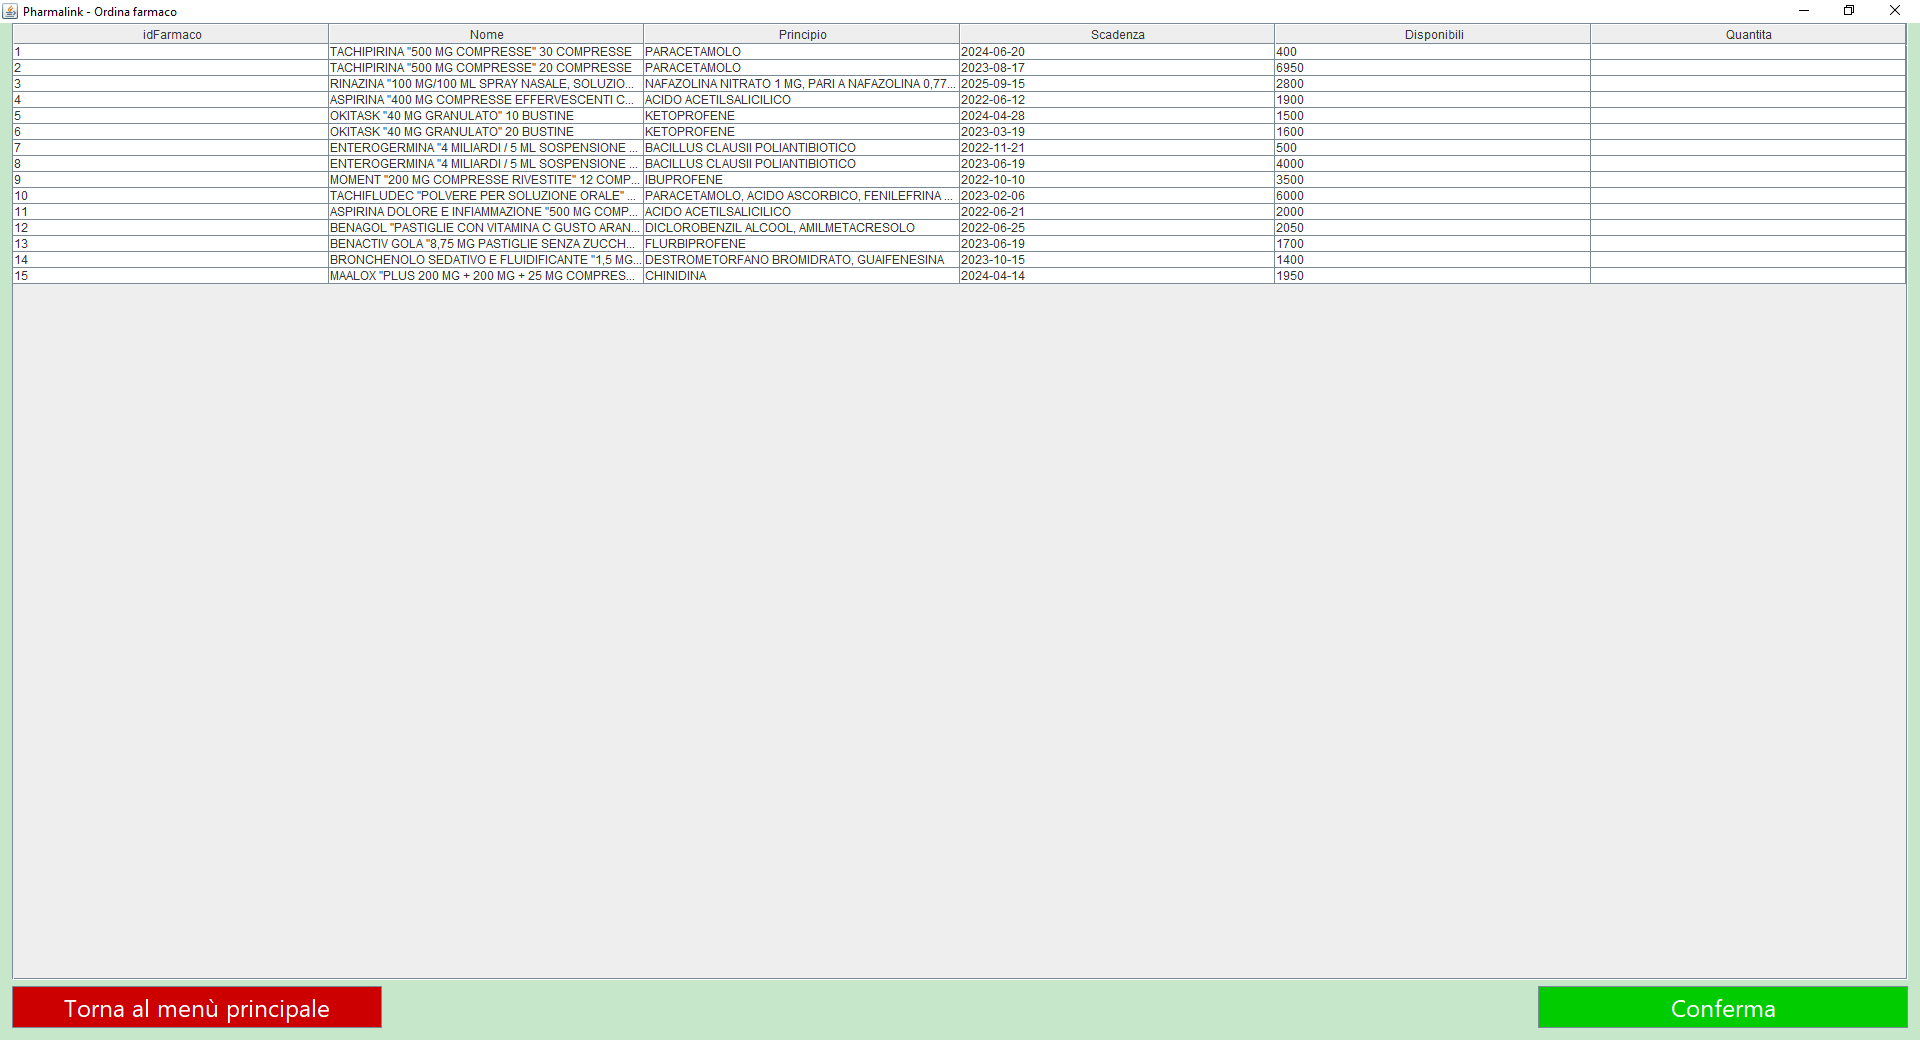 Pharmalink - Ordina farmaco
idFarmaco Nome Principio Scadenza Disponibili Quantita
1 TACHIPIRINA "500 MG COMPRESSE" 30 COMPRESSE PARACETAMOLO 2024-06-20 400
2 TACHIPIRINA "500 MG COMPRESSE" 20 COMPRESSE PARACETAMOLO 2023-08-17 6950
3 RINAZINA "100 MG/100 ML SPRAY NASALE, SOLUZIO... NAFAZOLINA NITRATO 1 MG, PARI A NAFAZOLINA 0,77... 2025-09-15 2800
4 ASPIRINA "400 MG COMPRESSE EFFERVESCENTI C... ACIDO ACETILSALICILICO 2022-06-12 1900
5 OKITASK "40 MG GRANULATO" 10 BUSTINE KETOPROFENE 2024-04-28 1500
6 OKITASK "40 MG GRANULATO" 20 BUSTINE KETOPROFENE 2023-03-19 1600
7 ENTEROGERMINA "4 MILIARDI / 5 ML SOSPENSIONE ... BACILLUS CLAUSII POLIANTIBIOTICO 2022-11-21 500
8 ENTEROGERMINA "4 MILIARDI / 5 ML SOSPENSIONE ... BACILLUS CLAUSII POLIANTIBIOTICO 2023-06-19 4000
9 MOMENT "200 MG COMPRESSE RIVESTITE" 12 COMP... IBUPROFENE 2022-10-10 3500
10 TACHIFLUDEC "POLVERE PER SOLUZIONE ORALE" ... PARACETAMOLO, ACIDO ASCORBICO, FENILEFRINA ... 2023-02-06 6000
11 ASPIRINA DOLORE E INFIAMMAZIONE "500 MG COMP... ACIDO ACETILSALICILICO 2022-06-21 2000
12 BENAGOL "PASTIGLIE CON VITAMINA C GUSTO ARAN... DICLOROBENZIL ALCOOL, AMILMETACRESOLO 2022-06-25 2050
13 BENACTIV GOLA "8,75 MG PASTIGLIE SENZA ZUCCH... FLURBIPROFENE 2023-06-19 1700
14 BRONCHENOLO SEDATIVO E FLUIDIFICANTE "1,5 MG... DESTROMETORFANO BROMIDRATO, GUAIFENESINA 2023-10-15 1400
15 MAALOX "PLUS 200 MG + 200 MG + 25 MG COMPRES... CHINIDINA 2024-04-14 1950
Torna al menù principale Conferma